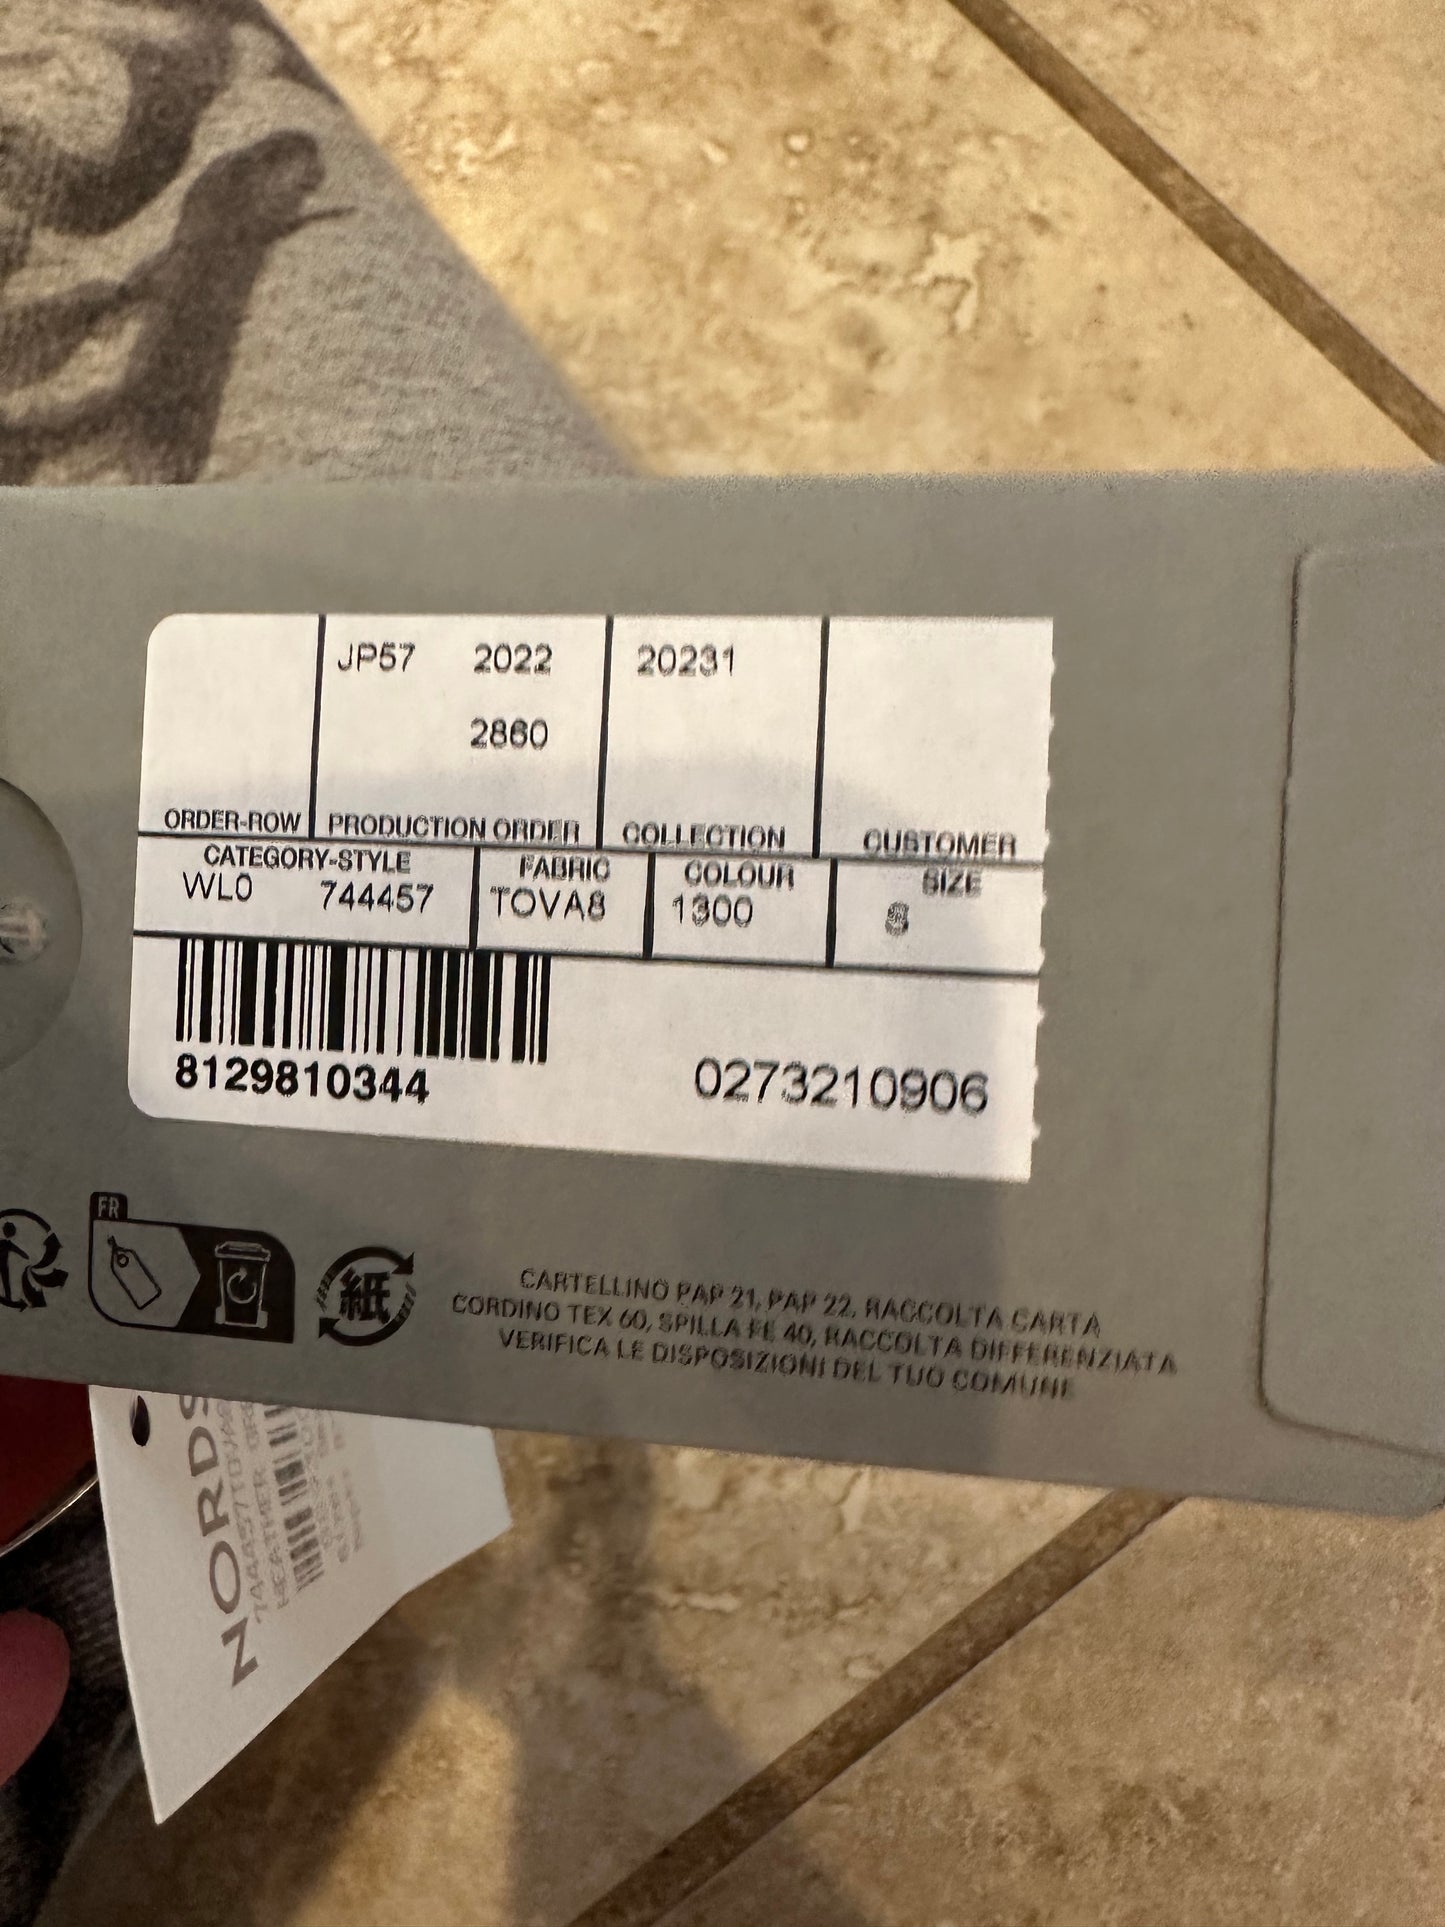 JP57 2022 20231
2860
ORDER-ROW PRODUCTION ORDER COLLECTION CUSTOMER
CATEGORY-STYLE FABRIC COLOUR SIZE
WL0 744457 TOVA8 1300 S
8129810344 0273210906
FR
紙
CARTELLINO PAP 21, PAP 22. RACCOLTA CARTA
CORDINO TEX 60, SPILLA FE 40, RACCOLTA DIFFERENZIATA
VERIFICA LE DISPOSIZIONI DEL TUO COMUNE
NORDS
HEATHER